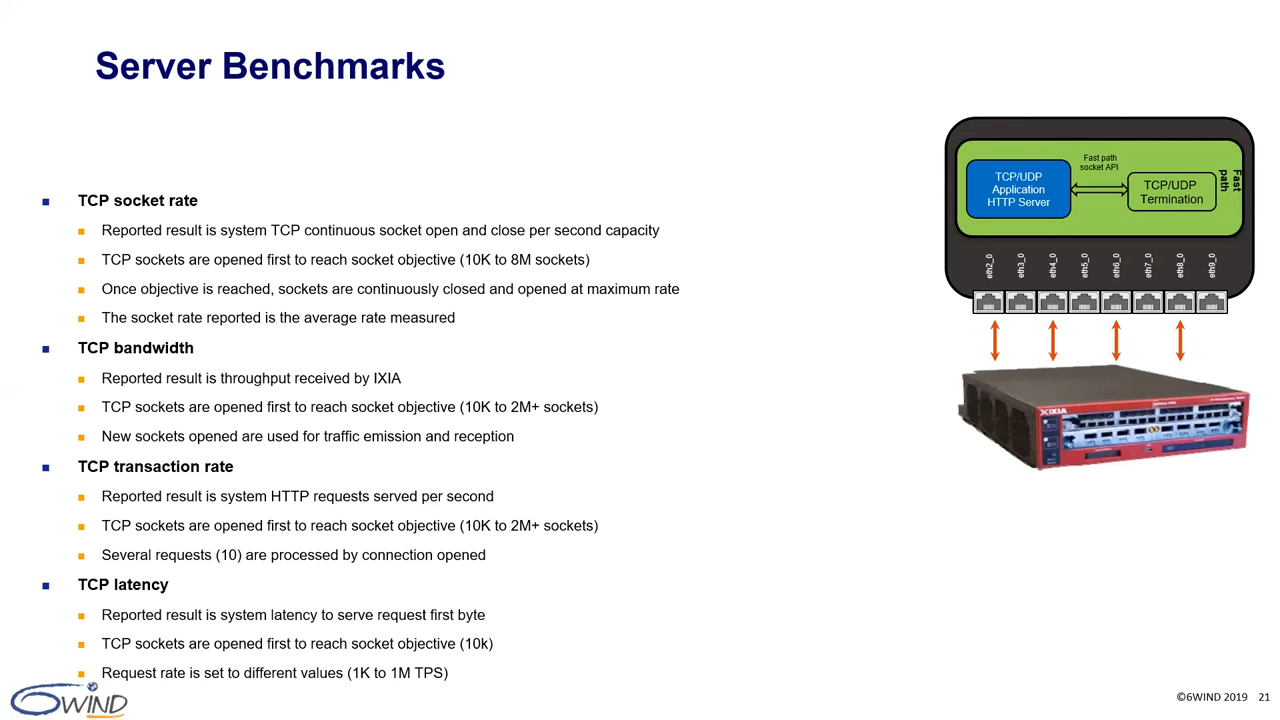 Server Benchmarks
TCP socket rate
Reported result is system TCP continuous socket open and close per second capacity
TCP sockets are opened first to reach socket objective (10K to 8M sockets)
Once objective is reached, sockets are continuously closed and opened at maximum rate
The socket rate reported is the average rate measured
TCP bandwidth
Reported result is throughput received by IXIA
TCP sockets are opened first to reach socket objective (10K to 2M+ sockets)
New sockets opened are used for traffic emission and reception
TCP transaction rate
Reported result is system HTTP requests served per second
TCP sockets are opened first to reach socket objective (10K to 2M+ sockets)
Several requests (10) are processed by connection opened
TCP latency
Reported result is system latency to serve request first byte
TCP sockets are opened first to reach socket objective (10k)
Request rate is set to different values (1K to 1M TPS)
TCP/UDP
Application
HTTP Server
Fast path
socket API
TCP/UDP
Termination
Fast
path
eth2_0
eth3_0
eth4_0
eth5_0
eth6_0
eth7_0
eth8_0
eth9_0
IXIA
6WIND
©6WIND 2019 21